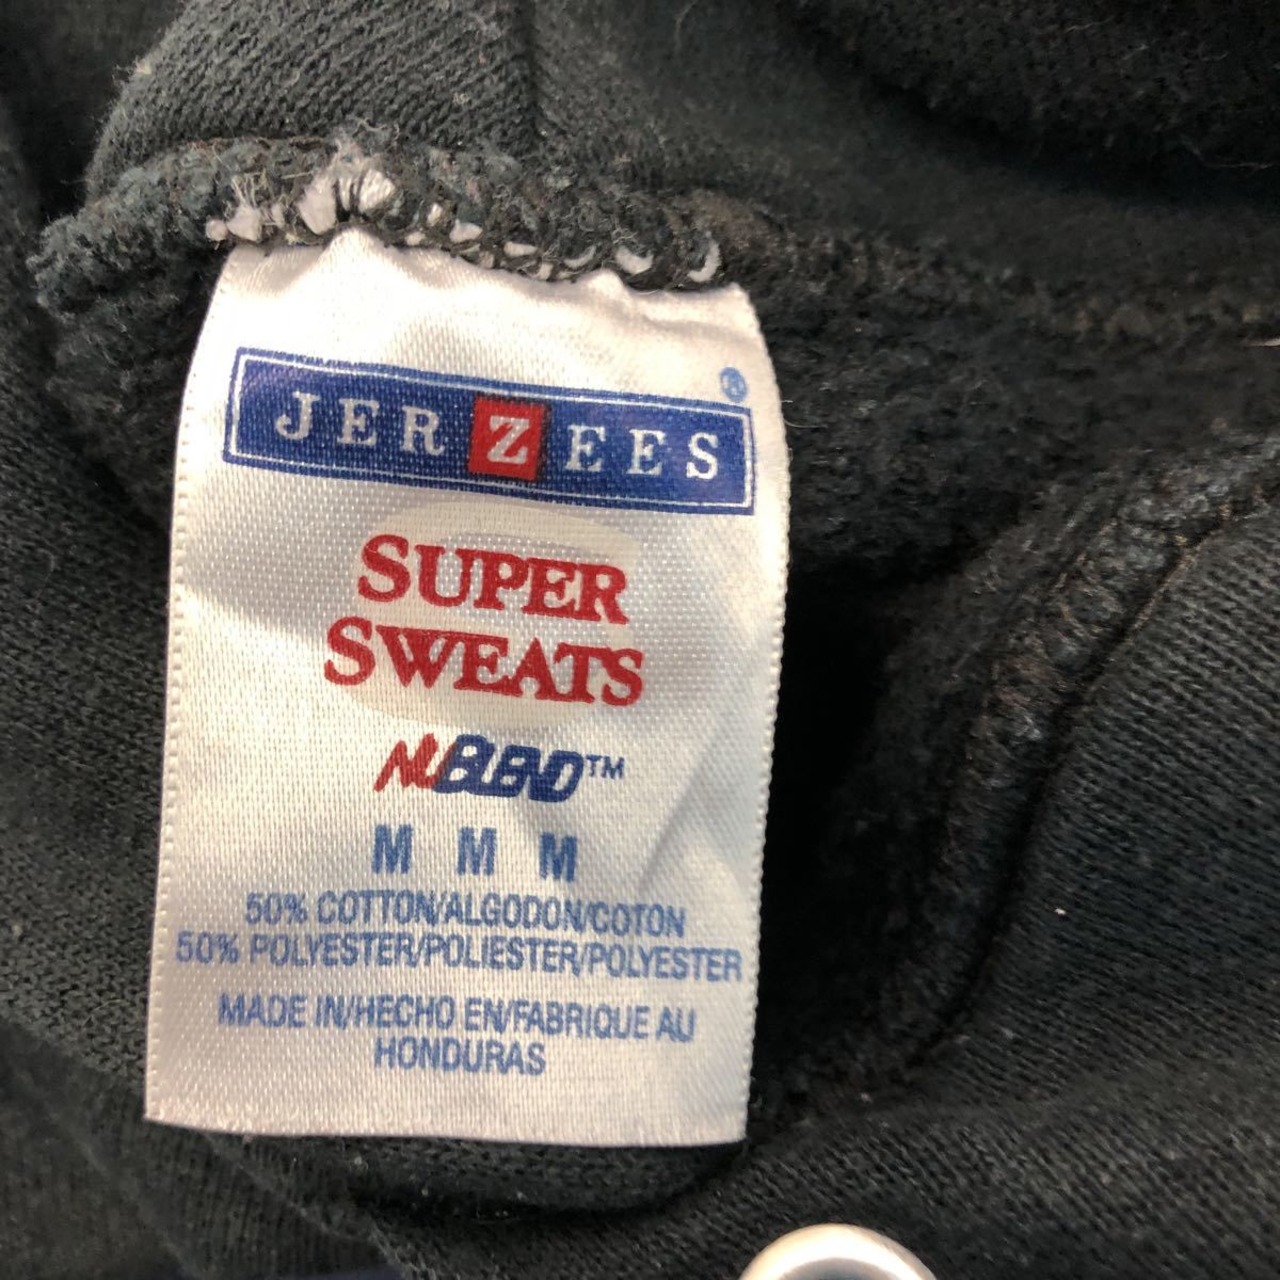 JERZEES®
SUPER
SWEATS
NUBLEND™
M M M
50% COTTON/ALGODON/COTON
50% POLYESTER/POLIESTER/POLYESTER
MADE IN/HECHO EN/FABRIQUE AU
HONDURAS